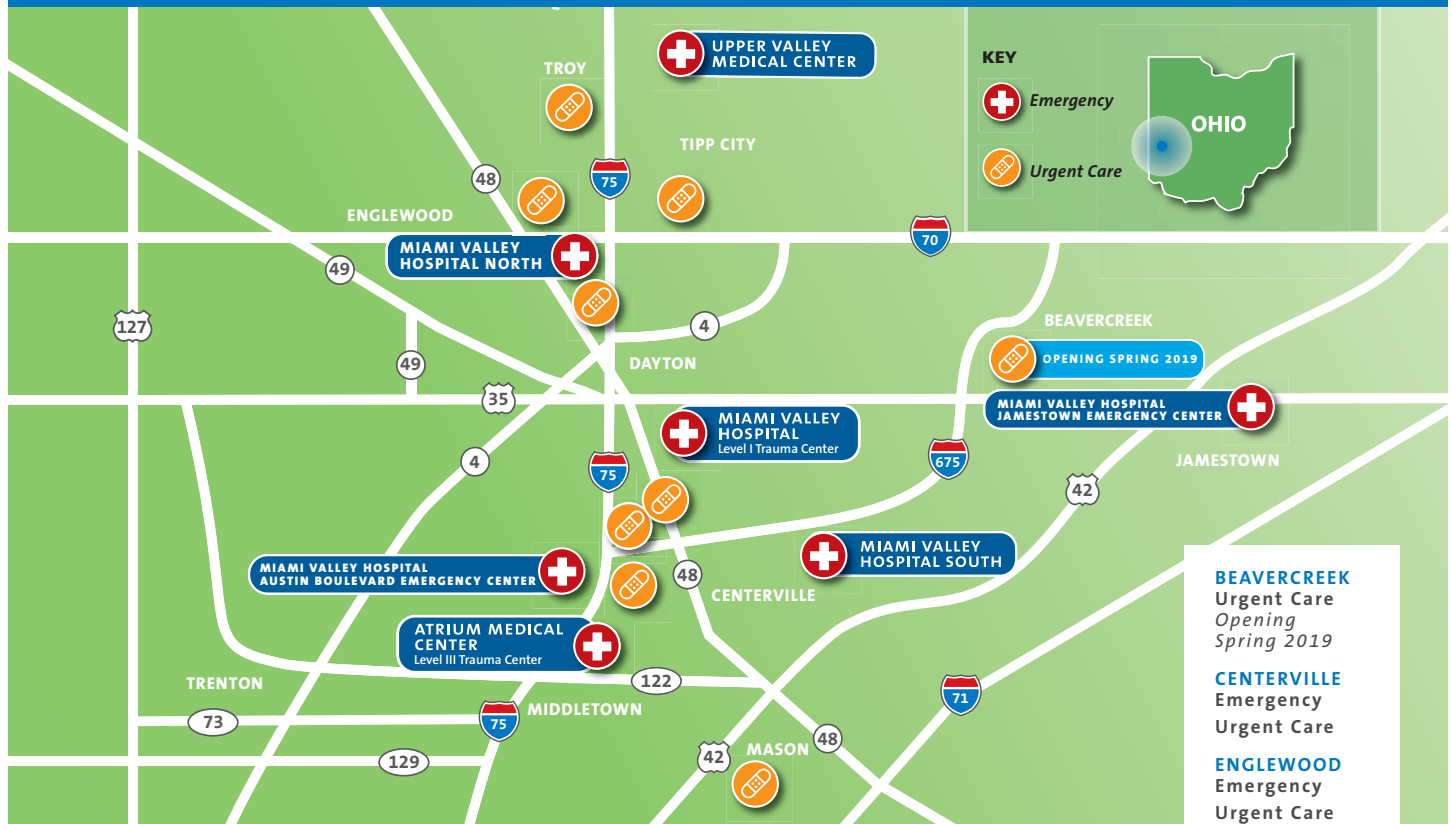 UPPER VALLEY
MEDICAL CENTER
KEY
Emergency
Urgent Care
OHIO
TROY
TIPP CITY
48
75
ENGLEWOOD
MIAMI VALLEY
HOSPITAL NORTH
70
49
127
4
BEAVERCREEK
OPENING SPRING 2019
49
DAYTON
35
MIAMI VALLEY HOSPITAL
JAMESTOWN EMERGENCY CENTER
MIAMI VALLEY
HOSPITAL
Level I Trauma Center
JAMESTOWN
4
75
675
42
MIAMI VALLEY HOSPITAL
AUSTIN BOULEVARD EMERGENCY CENTER
MIAMI VALLEY
HOSPITAL SOUTH
48
CENTERVILLE
ATRIUM MEDICAL
CENTER
Level III Trauma Center
TRENTON
122
71
73
75
MIDDLETOWN
129
42
MASON
48
BEAVERCREEK
Urgent Care
Opening
Spring 2019
CENTERVILLE
Emergency
Urgent Care
ENGLEWOOD
Emergency
Urgent Care